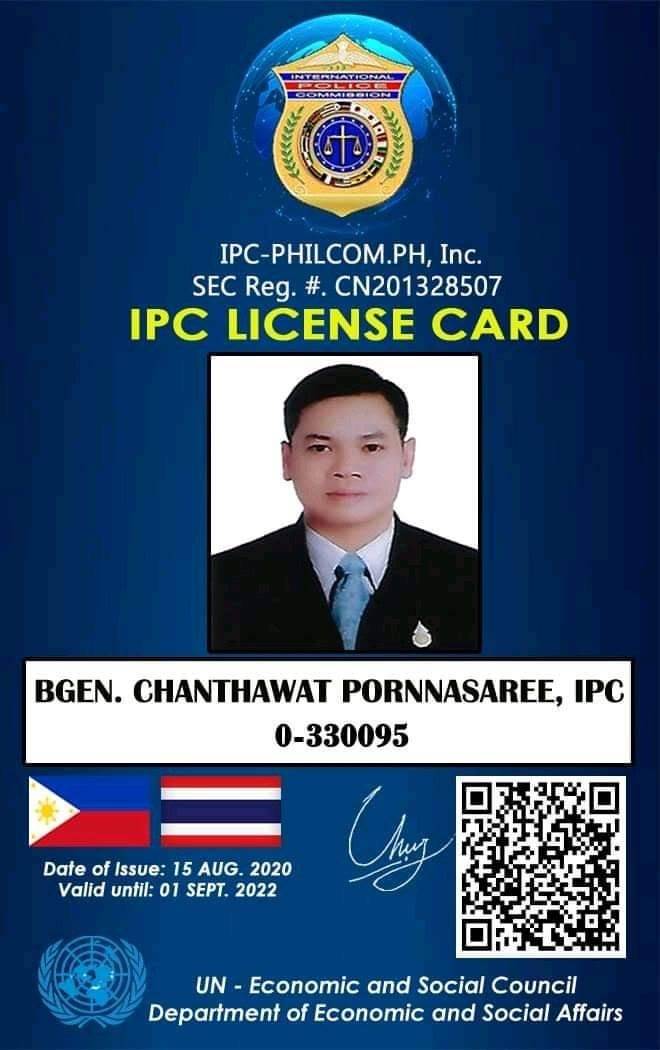 INTERNATIONAL
POLICE
COMMISSION
IPC-PHILCOM.PH, Inc.
SEC Reg. #. CN201328507
IPC LICENSE CARD
BGEN. CHANTHAWAT PORNNASAREE, IPC
0-330095
Date of Issue: 15 AUG. 2020
Valid until: 01 SEPT. 2022
UN - Economic and Social Council
Department of Economic and Social Affairs